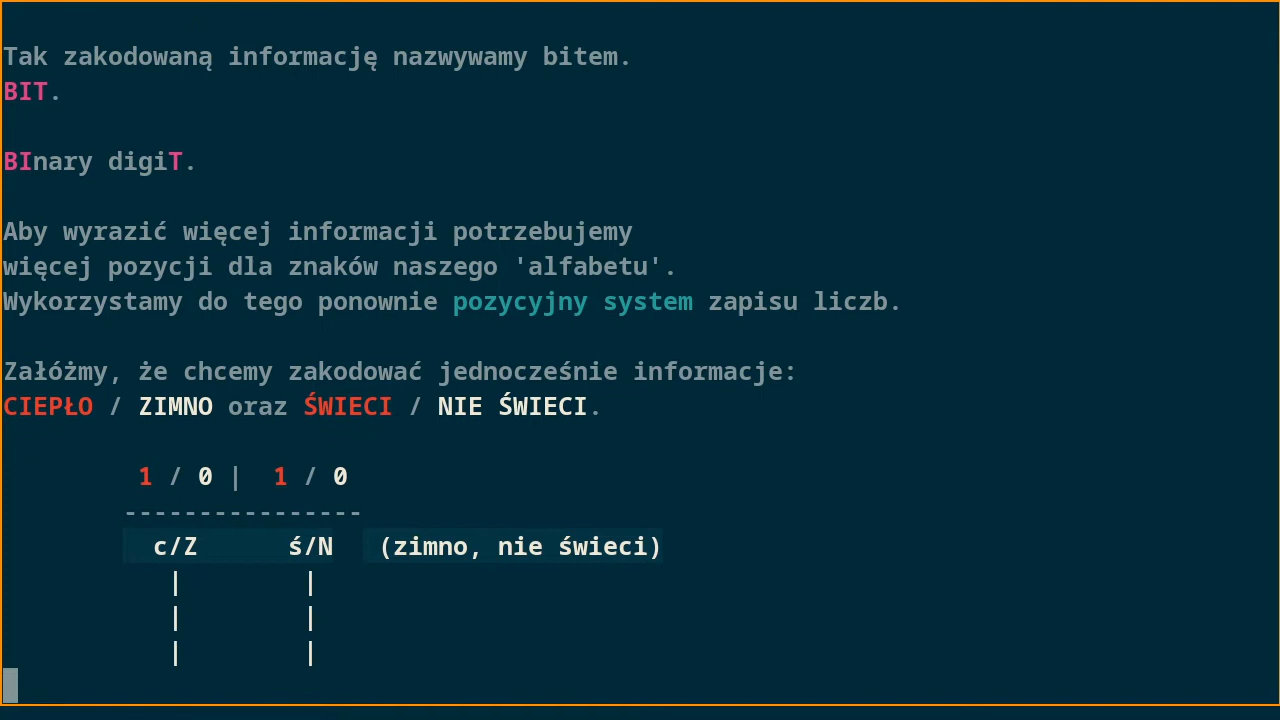 Tak zakodowaną informację nazwywamy bitem.
BIT.
BInary digiT.
Aby wyrazić więcej informacji potrzebujemy
więcej pozycji dla znaków naszego 'alfabetu'.
Wykorzystamy do tego ponownie pozycyjny system zapisu liczb.
Załóżmy, że chcemy zakodować jednocześnie informacje:
CIEPŁO / ZIMNO oraz ŚWIECI / NIE ŚWIECI.
1 / 0 |  1 / 0
----------------
c/Z      ś/N   (zimno, nie świeci)
|        |
|        |
|        |